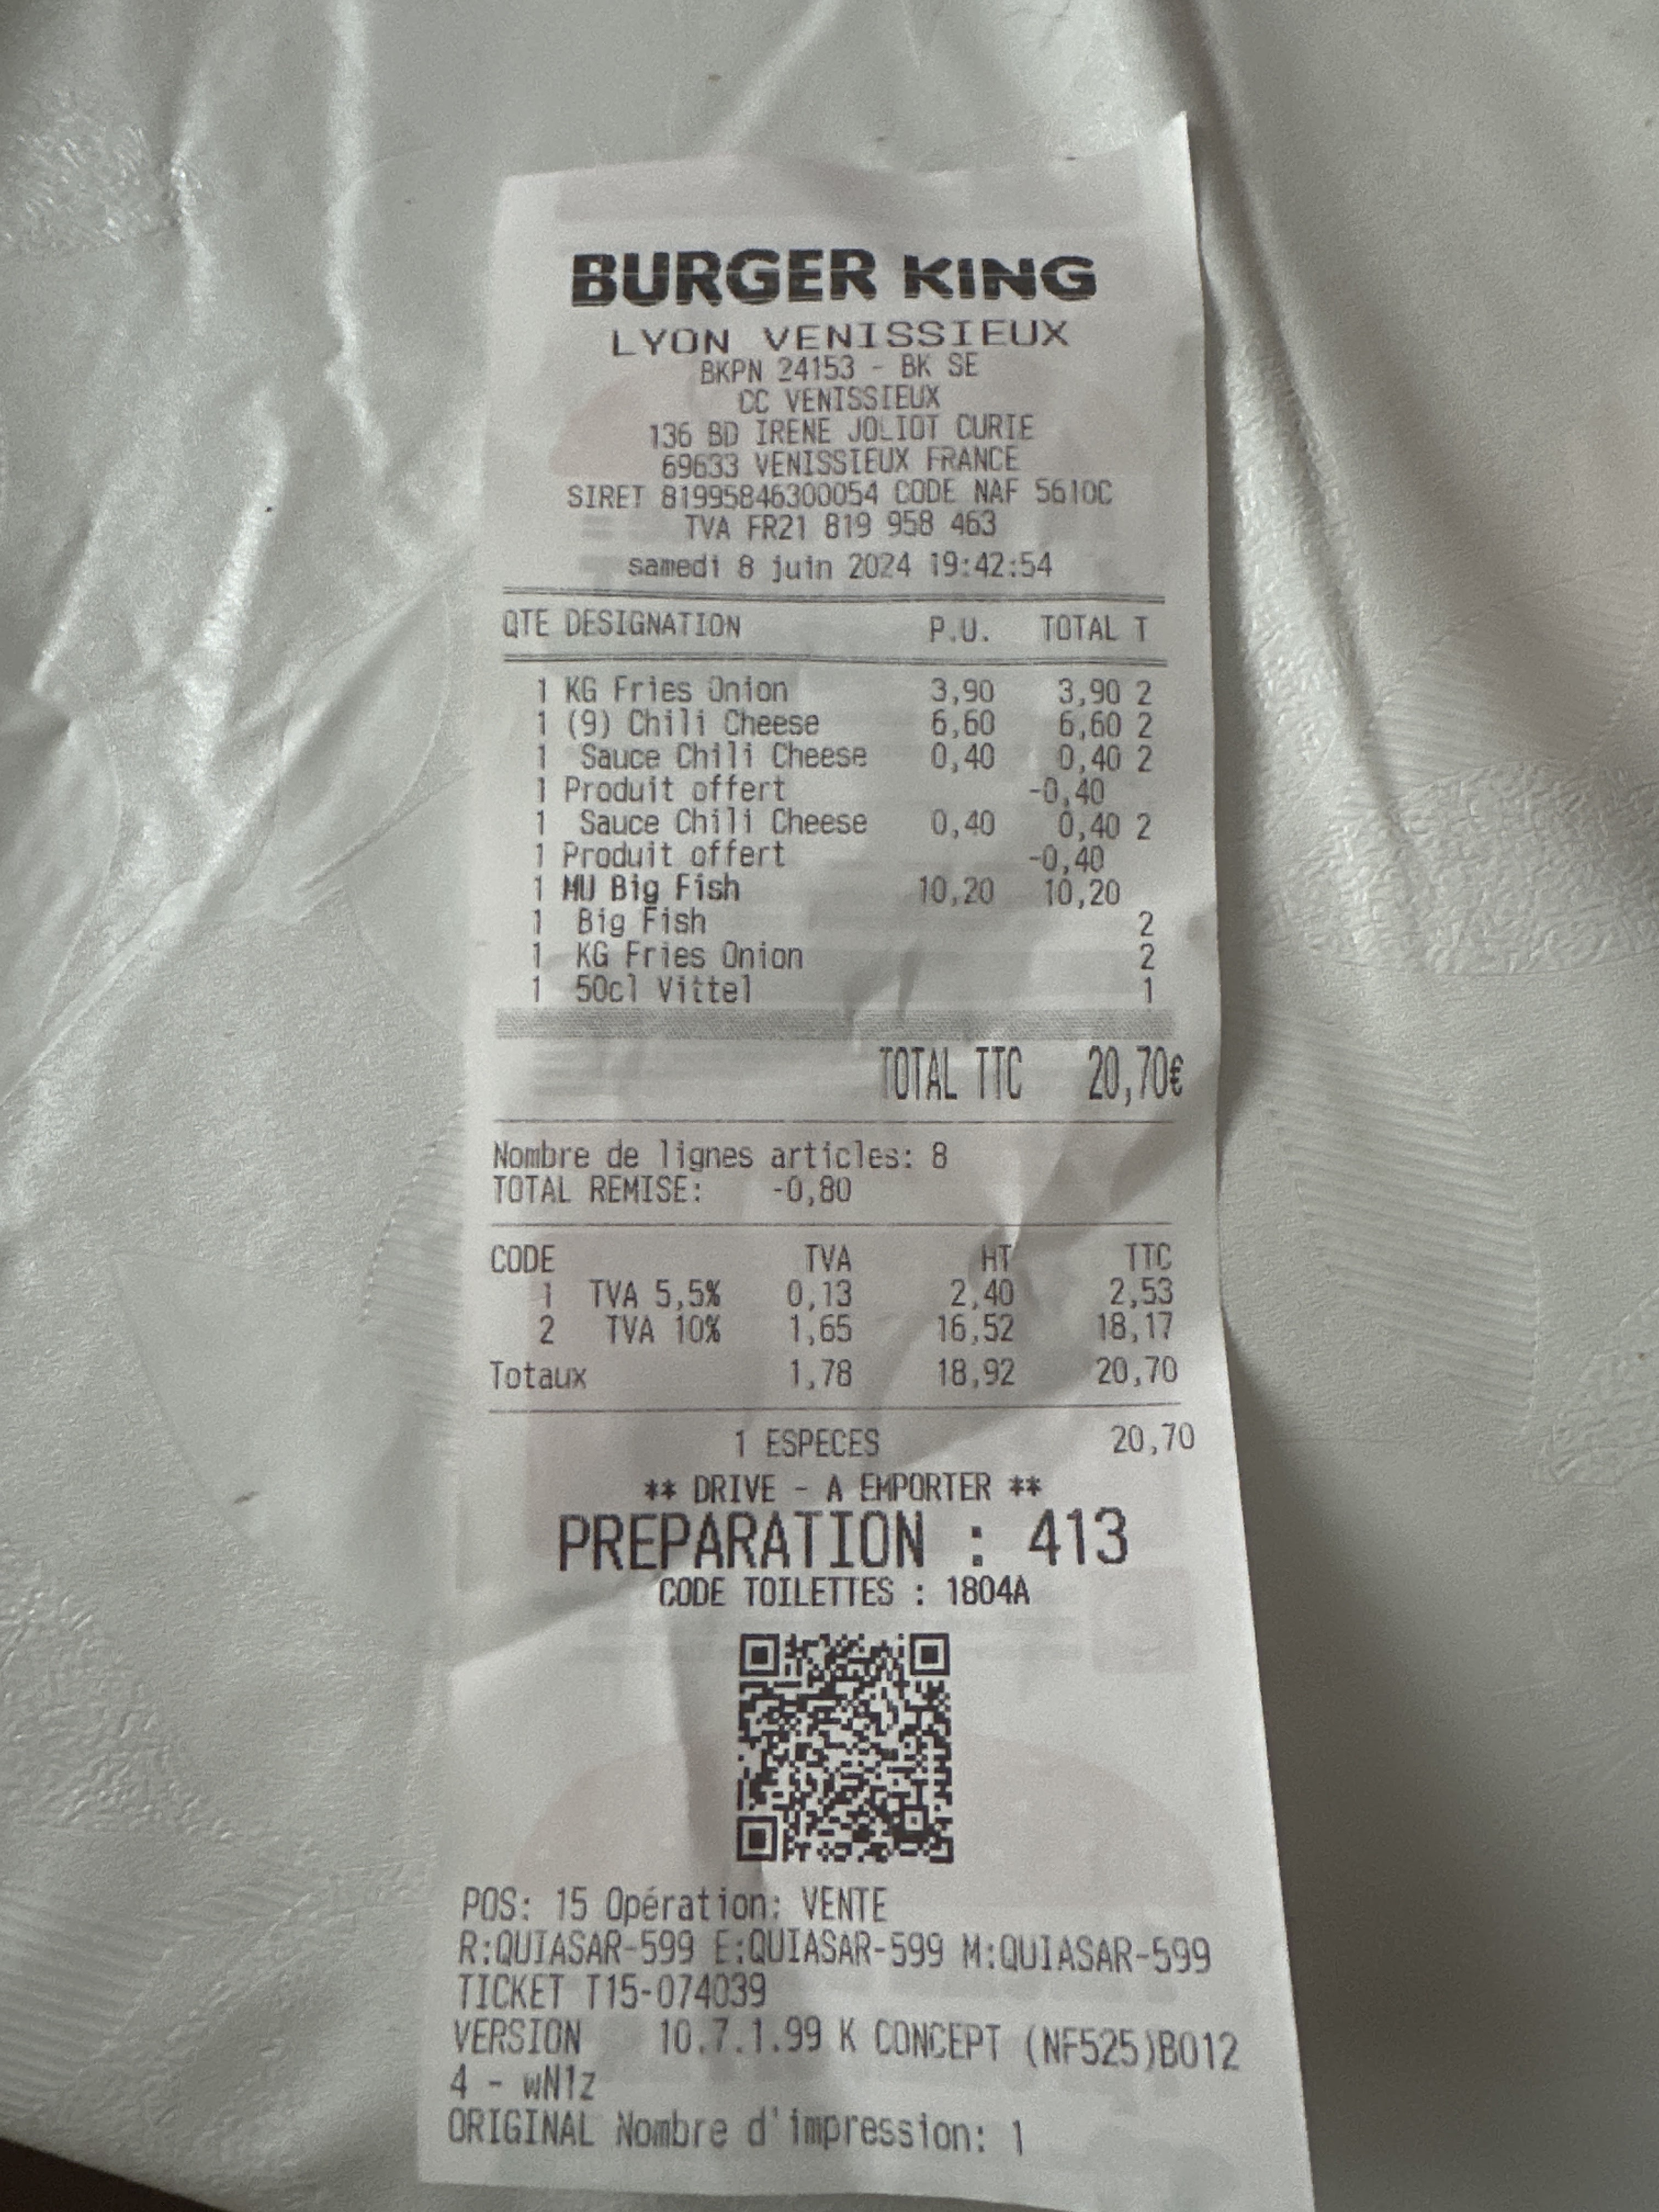 BURGER KING
LYON VENISSIEUX
BKPN 24153 - BK SE
CC VENISSIEUX
136 BD IRENE JOLIOT CURIE
69633 VENISSIEUX FRANCE
SIRET 81995846300054 CODE NAF 5610C
TVA FR21 819 958 463
samedi 8 juin 2024 19:42:54
QTE DESIGNATION P.U. TOTAL T
1 KG Fries Onion 3,90 3,90 2
1 (9) Chili Cheese 6,60 6,60 2
1 Sauce Chili Cheese 0,40 0,40 2
1 Produit offert -0,40
1 Sauce Chili Cheese 0,40 0,40 2
1 Produit offert -0,40
1 MU Big Fish 10,20 10,20
1 Big Fish 2
1 KG Fries Onion 2
1 50cl Vittel 1
TOTAL TTC 20,70€
Nombre de lignes articles: 8
TOTAL REMISE: -0,80
CODE TVA HT TTC
1 TVA 5,5% 0,13 2,40 2,53
2 TVA 10% 1,65 16,52 18,17
Totaux 1,78 18,92 20,70
1 ESPECES 20,70
** DRIVE - A EMPORTER **
PREPARATION : 413
CODE TOILETTES : 1804A
POS: 15 Opération: VENTE
R:QUIASAR-599 E:QUIASAR-599 M:QUIASAR-599
TICKET T15-074039
VERSION 10.7.1.99 K CONCEPT (NF525)B012
4 - wN1z
ORIGINAL Nombre d'impression: 1